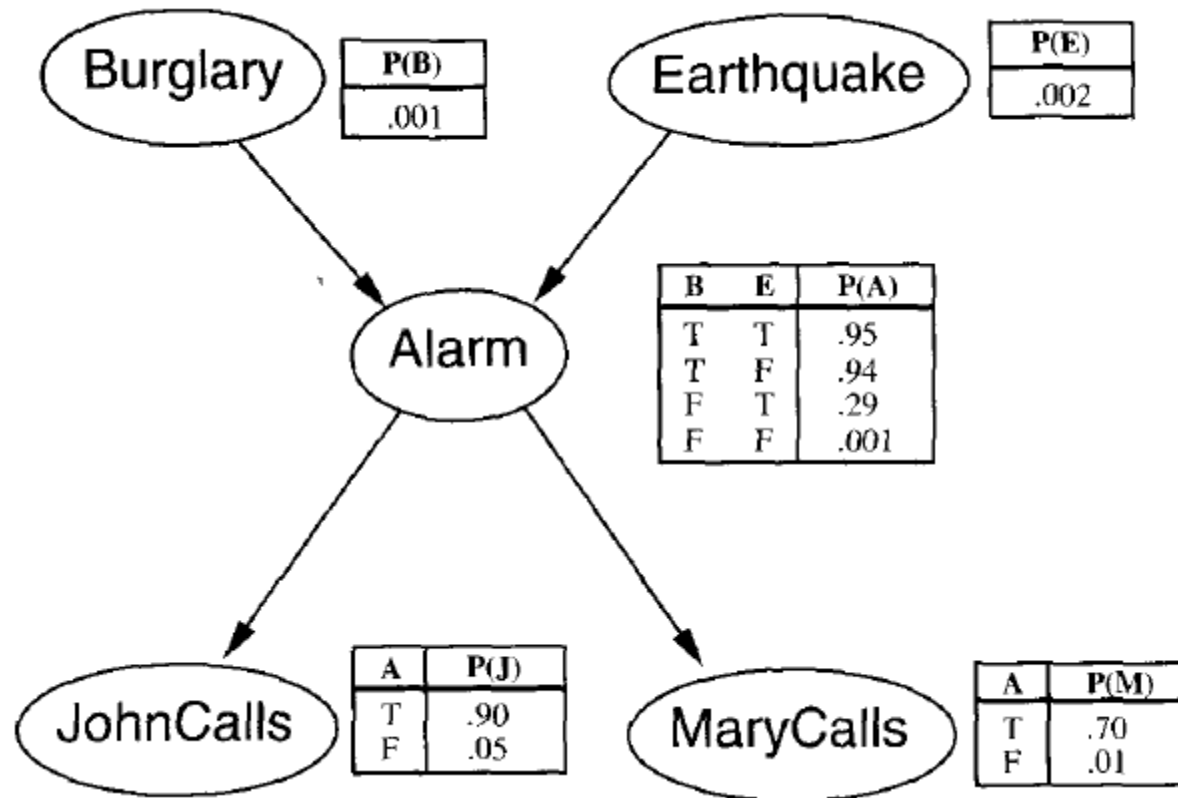 Burglary
P(B)
.001
Earthquake
P(E)
.002
Alarm
B E P(A)
T T .95
T F .94
F T .29
F F .001
JohnCalls
A P(J)
T .90
F .05
MaryCalls
A P(M)
T .70
F .01